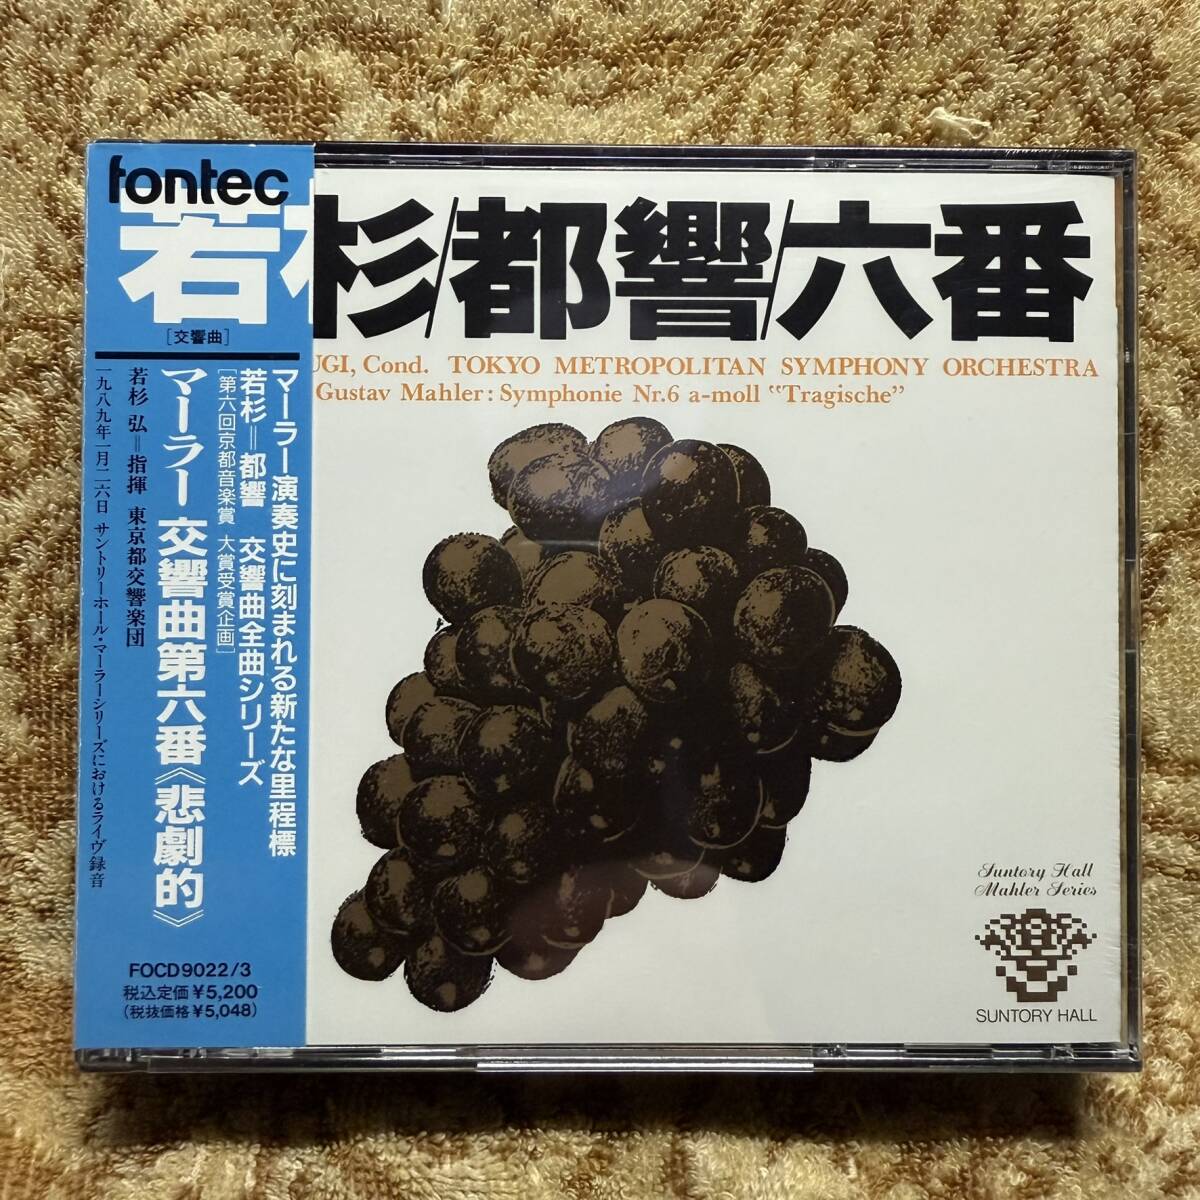 fontec
若杉/都響/六番
[交響曲]
UGI, Cond. TOKYO METROPOLITAN SYMPHONY ORCHESTRA
Gustav Mahler: Symphonie Nr.6 a-moll "Tragische"
マーラー演奏史に刻まれる新たな里程標
若杉=都響 交響曲全曲シリーズ
[第六回京都音楽賞 大賞受賞企画]
マーラー 交響曲第六番《悲劇的》
若杉 弘=指揮 東京都交響楽団
一九八九年一月二六日 サントリーホール・マーラーシリーズにおけるライヴ録音
FOCD9022/3
税込定価¥5,200
(税抜価格¥5,048)
Suntory Hall
Mahler Series
SUNTORY HALL